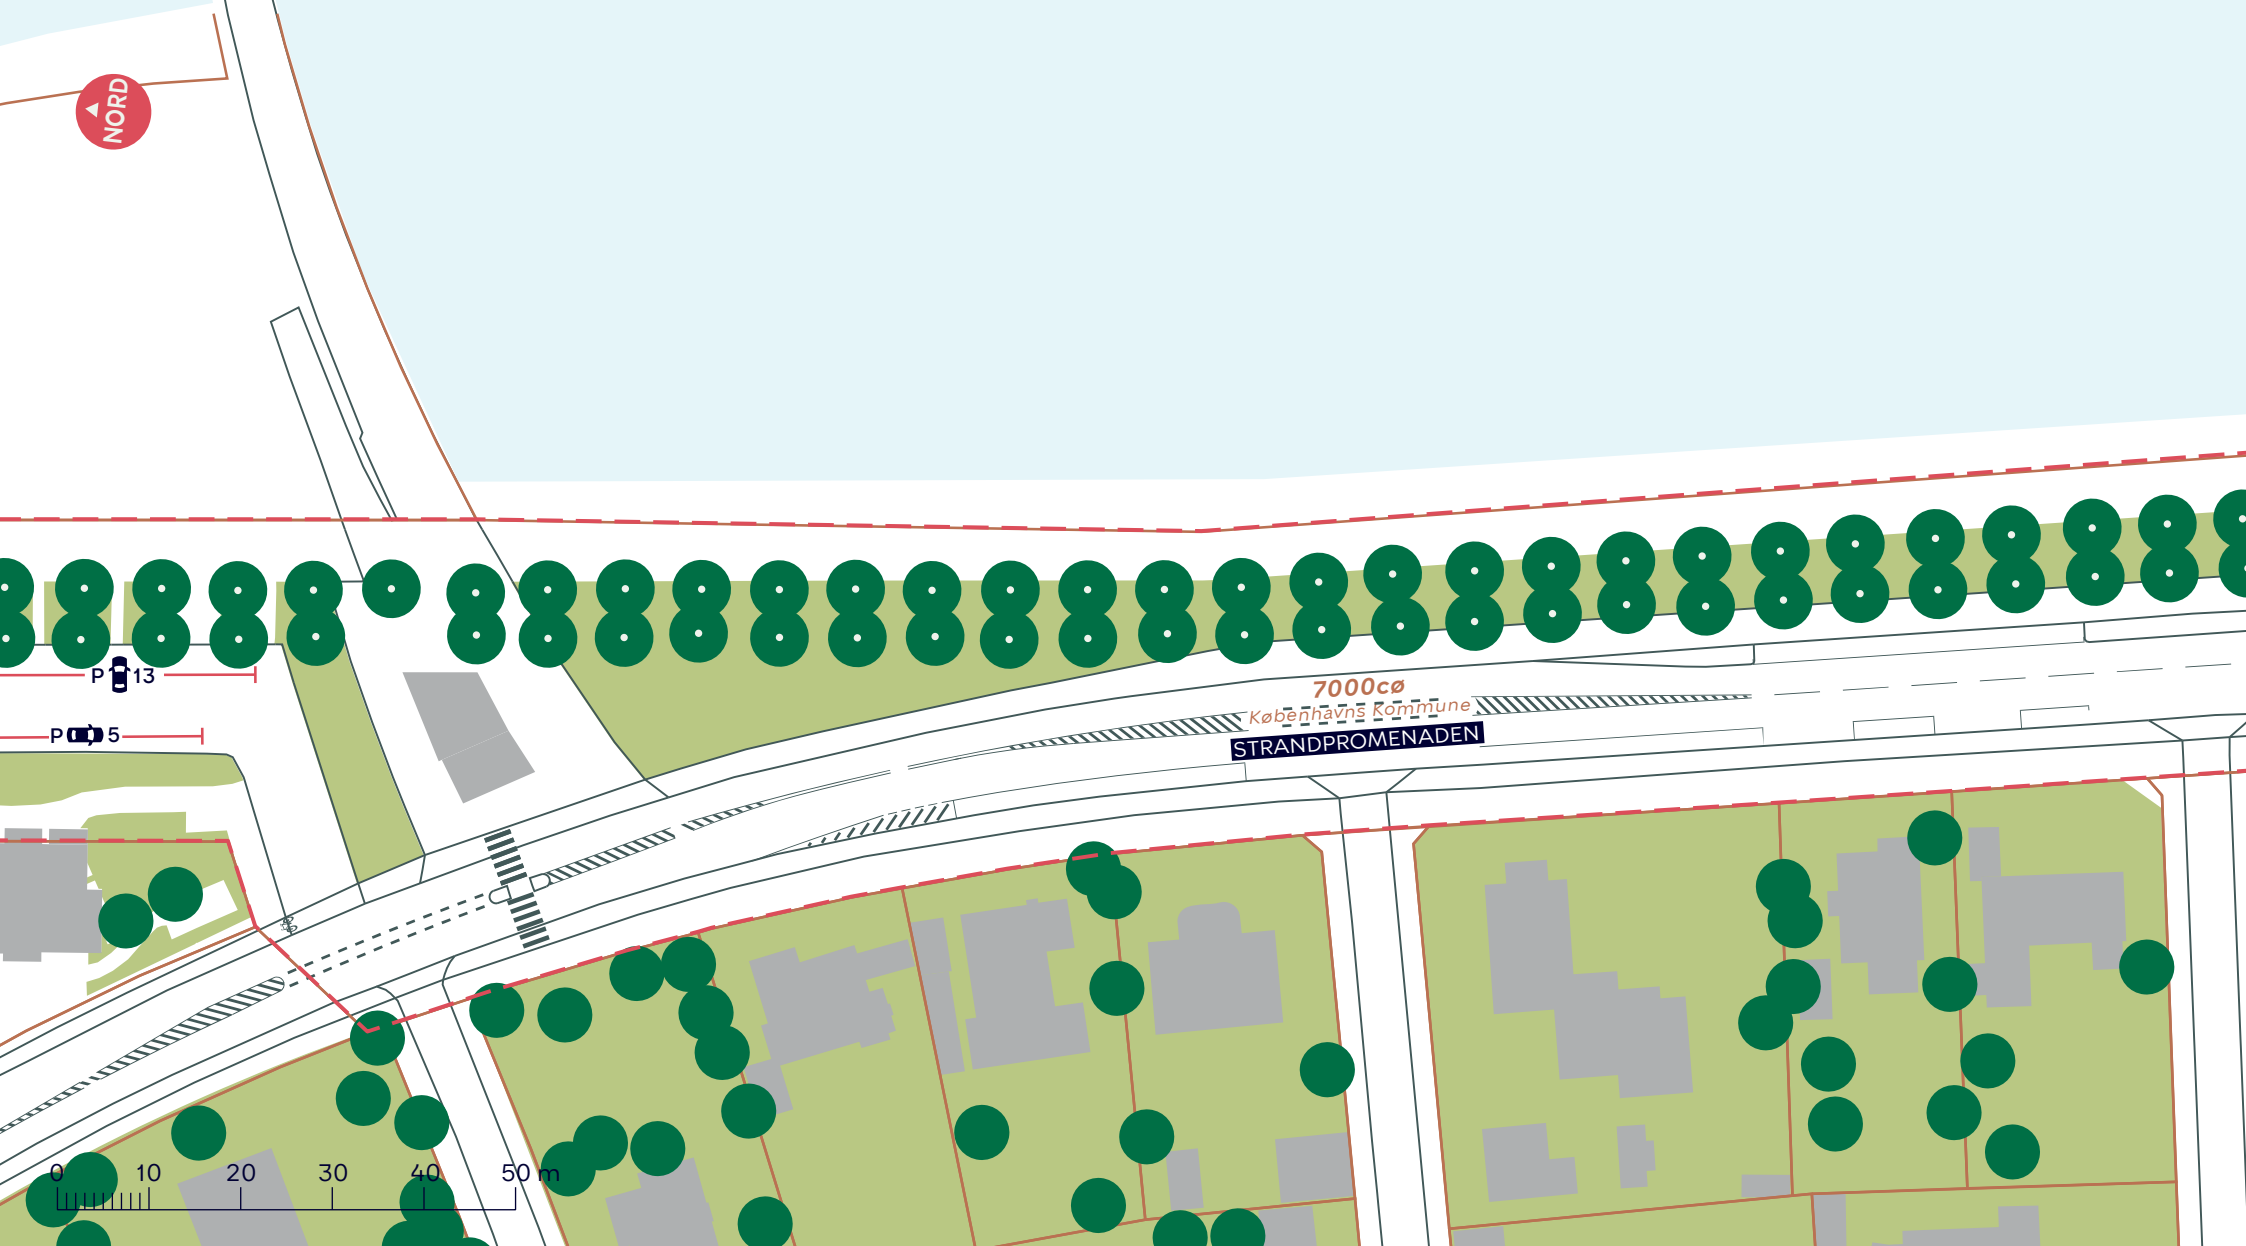 NORD
P 13
P 5
7000cø
Københavns Kommune
STRANDPROMENADEN
0 10 20 30 40 50 m